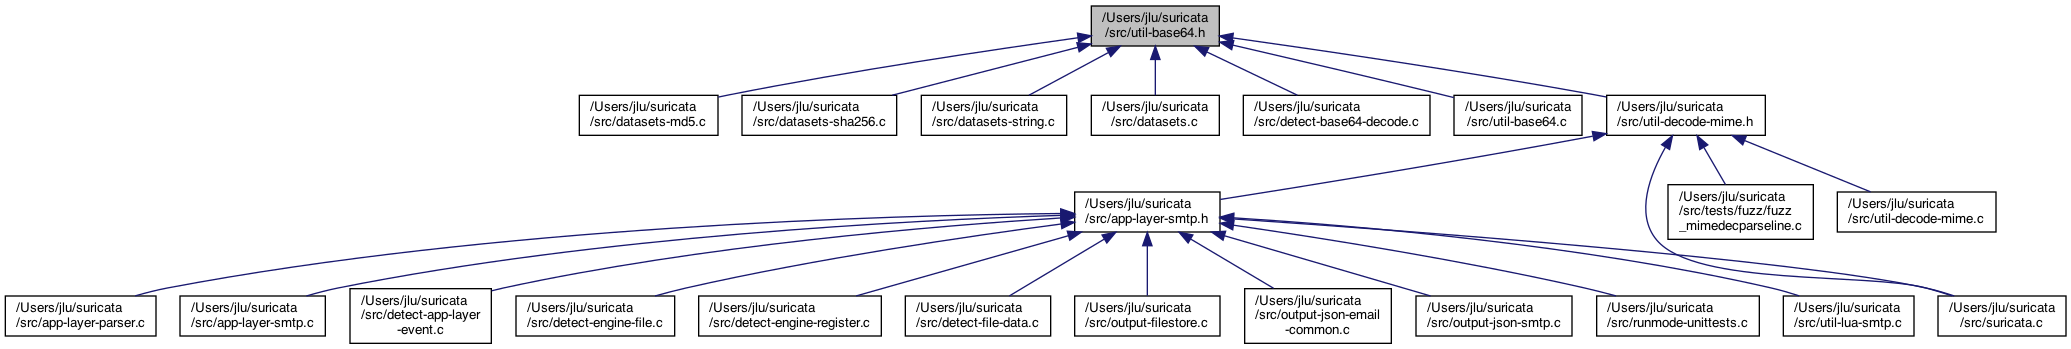 /Users/jlu/suricata
/src/util-base64.h
/Users/jlu/suricata
/src/datasets-md5.c
/Users/jlu/suricata
/src/datasets-sha256.c
/Users/jlu/suricata
/src/datasets-string.c
/Users/jlu/suricata
/src/datasets.c
/Users/jlu/suricata
/src/detect-base64-decode.c
/Users/jlu/suricata
/src/util-base64.c
/Users/jlu/suricata
/src/util-decode-mime.h
/Users/jlu/suricata
/src/app-layer-smtp.h
/Users/jlu/suricata
/src/tests/fuzz/fuzz
_mimedecparseline.c
/Users/jlu/suricata
/src/util-decode-mime.c
/Users/jlu/suricata
/src/app-layer-parser.c
/Users/jlu/suricata
/src/app-layer-smtp.c
/Users/jlu/suricata
/src/detect-app-layer
-event.c
/Users/jlu/suricata
/src/detect-engine-file.c
/Users/jlu/suricata
/src/detect-engine-register.c
/Users/jlu/suricata
/src/detect-file-data.c
/Users/jlu/suricata
/src/output-filestore.c
/Users/jlu/suricata
/src/output-json-email
-common.c
/Users/jlu/suricata
/src/output-json-smtp.c
/Users/jlu/suricata
/src/runmode-unittests.c
/Users/jlu/suricata
/src/util-lua-smtp.c
/Users/jlu/suricata
/src/suricata.c